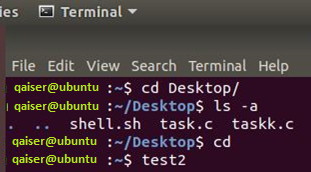 ies Terminal
File Edit View Search Terminal Help
qaiser@ubuntu :~$ cd Desktop/
qaiser@ubuntu :~/Desktop$ ls -a
. .. shell.sh task.c taskk.c
qaiser@ubuntu :~/Desktop$ cd
qaiser@ubuntu :~$ test2